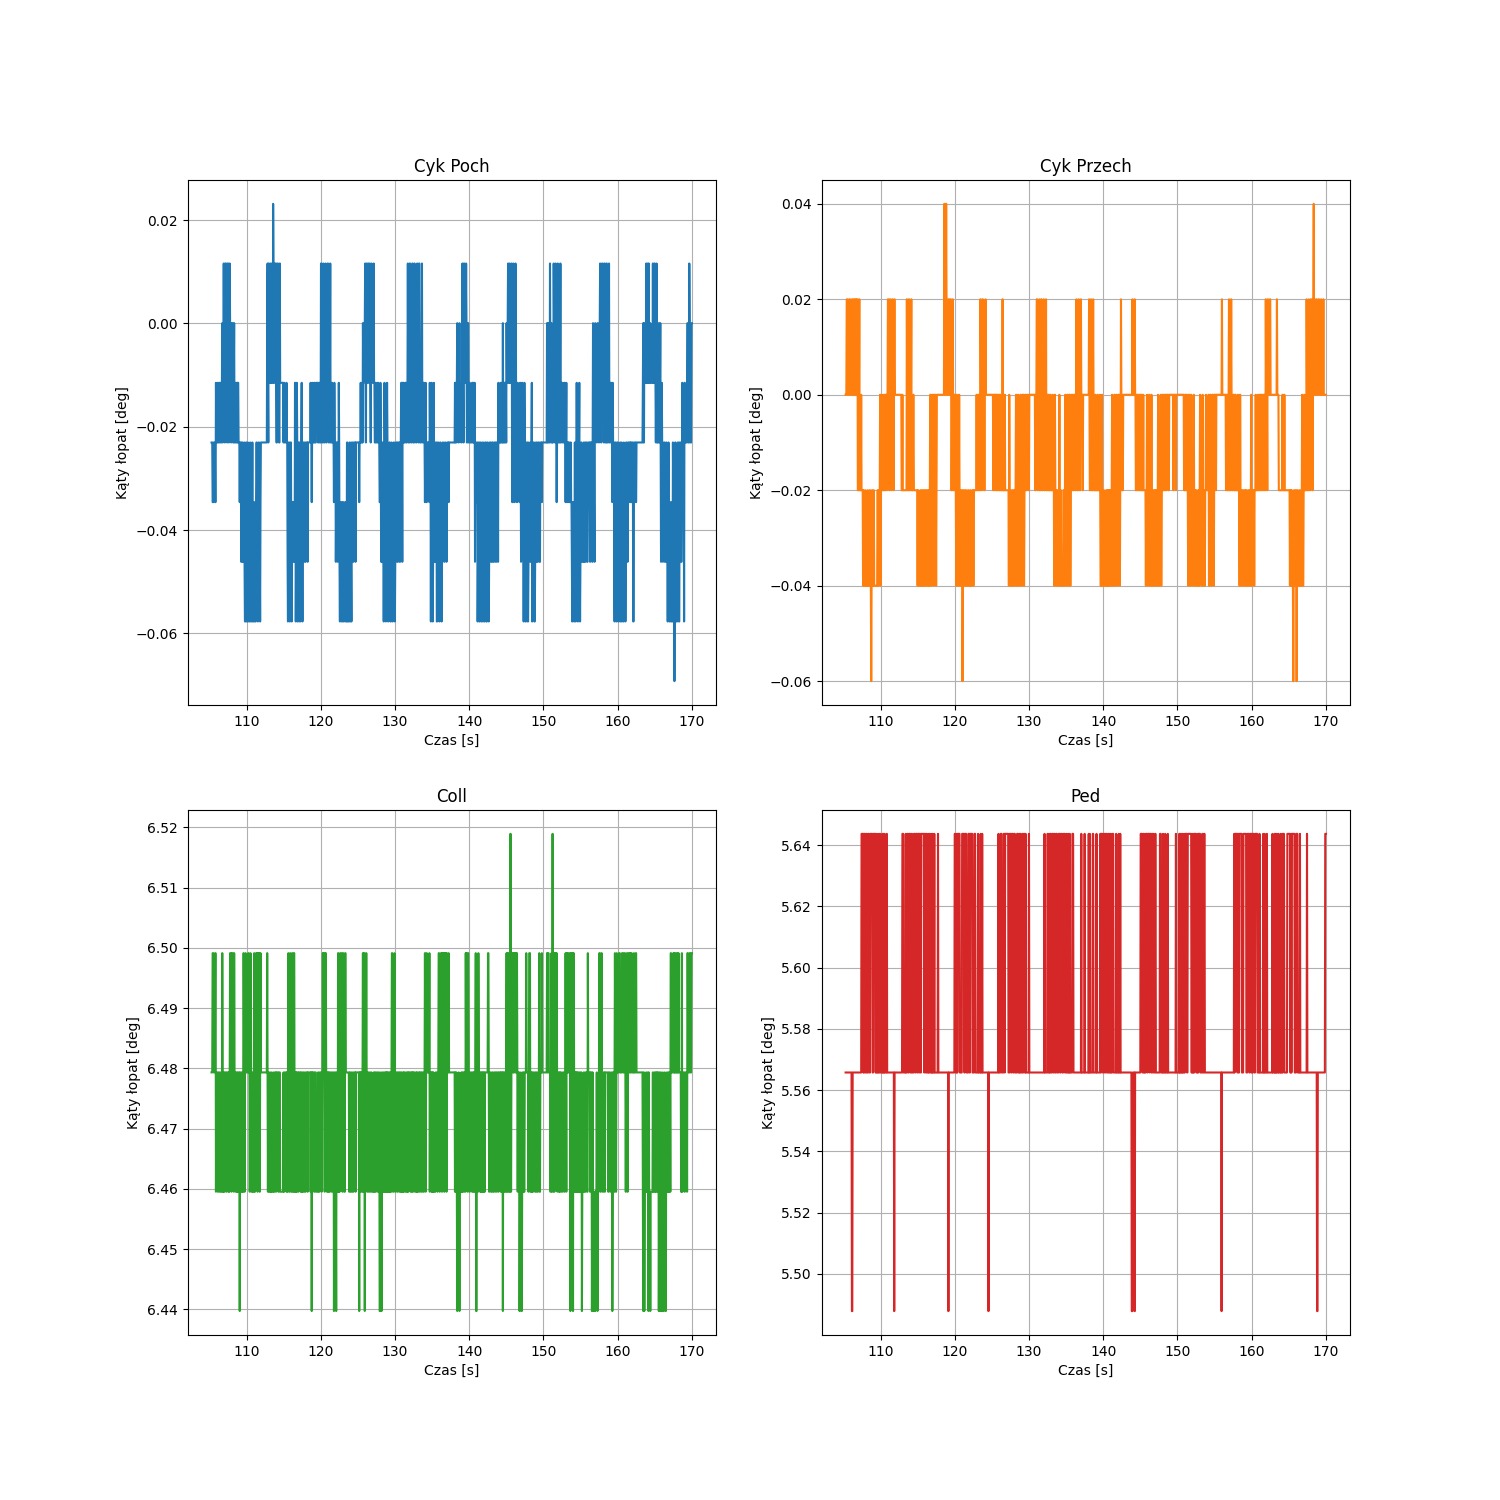 Cyk Poch
Kąty łopat [deg]
0.02
0.00
−0.02
−0.04
−0.06
110 120 130 140 150 160 170
Czas [s]
Cyk Przech
Kąty łopat [deg]
0.04
0.02
0.00
−0.02
−0.04
−0.06
110 120 130 140 150 160 170
Czas [s]
Coll
Kąty łopat [deg]
6.52
6.51
6.50
6.49
6.48
6.47
6.46
6.45
6.44
110 120 130 140 150 160 170
Czas [s]
Ped
Kąty łopat [deg]
5.64
5.62
5.60
5.58
5.56
5.54
5.52
5.50
110 120 130 140 150 160 170
Czas [s]